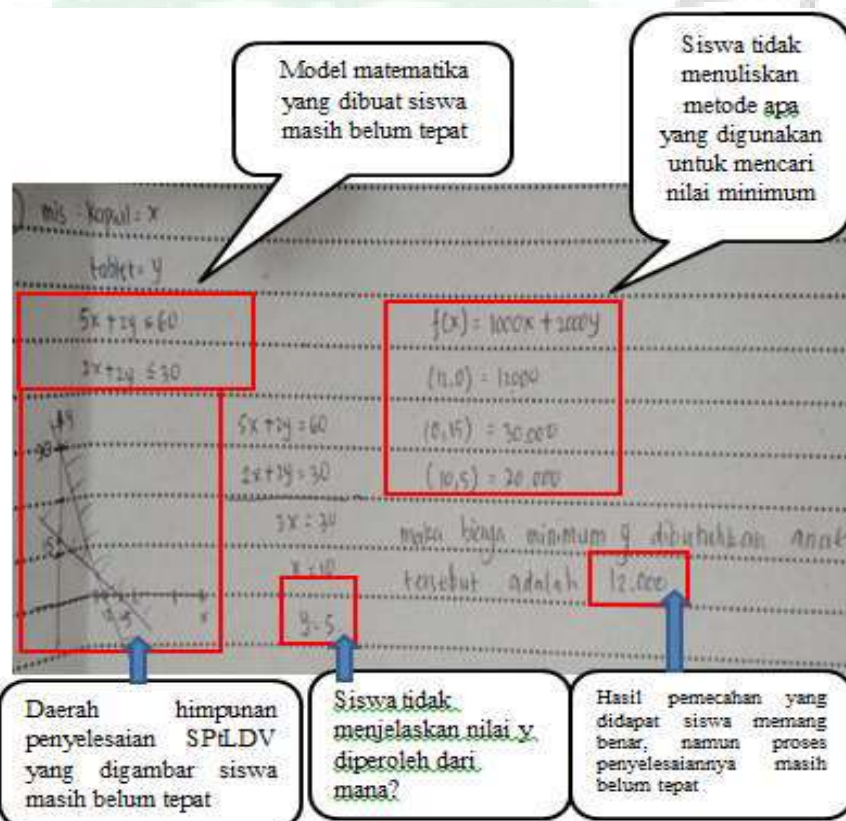 Model matematika
yang dibuat siswa
masih belum tepat
Siswa tidak
menuliskan
metode apa
yang digunakan
untuk mencari
nilai minimum
mis : kapsul = x
tablet = y
5x + 2y ≤ 60
2x + 2y ≤ 30
y
30
15
x
5x + 2y = 60
2x + 2y = 30
3x = 30
x = 10
y = 5
f(x) = 1000x + 2000y
(12,0) = 12000
(0,15) = 30.000
(10,5) = 20.000
maka biaya minimum yg dibutuhkan anak
tersebut adalah 12.000
Daerah himpunan
penyelesaian SPtLDV
yang digambar siswa
masih belum tepat
Siswa tidak
menjelaskan nilai y
diperoleh dari
mana?
Hasil pemecahan yang
didapat siswa memang
benar, namun proses
penyelesaiannya masih
belum tepat